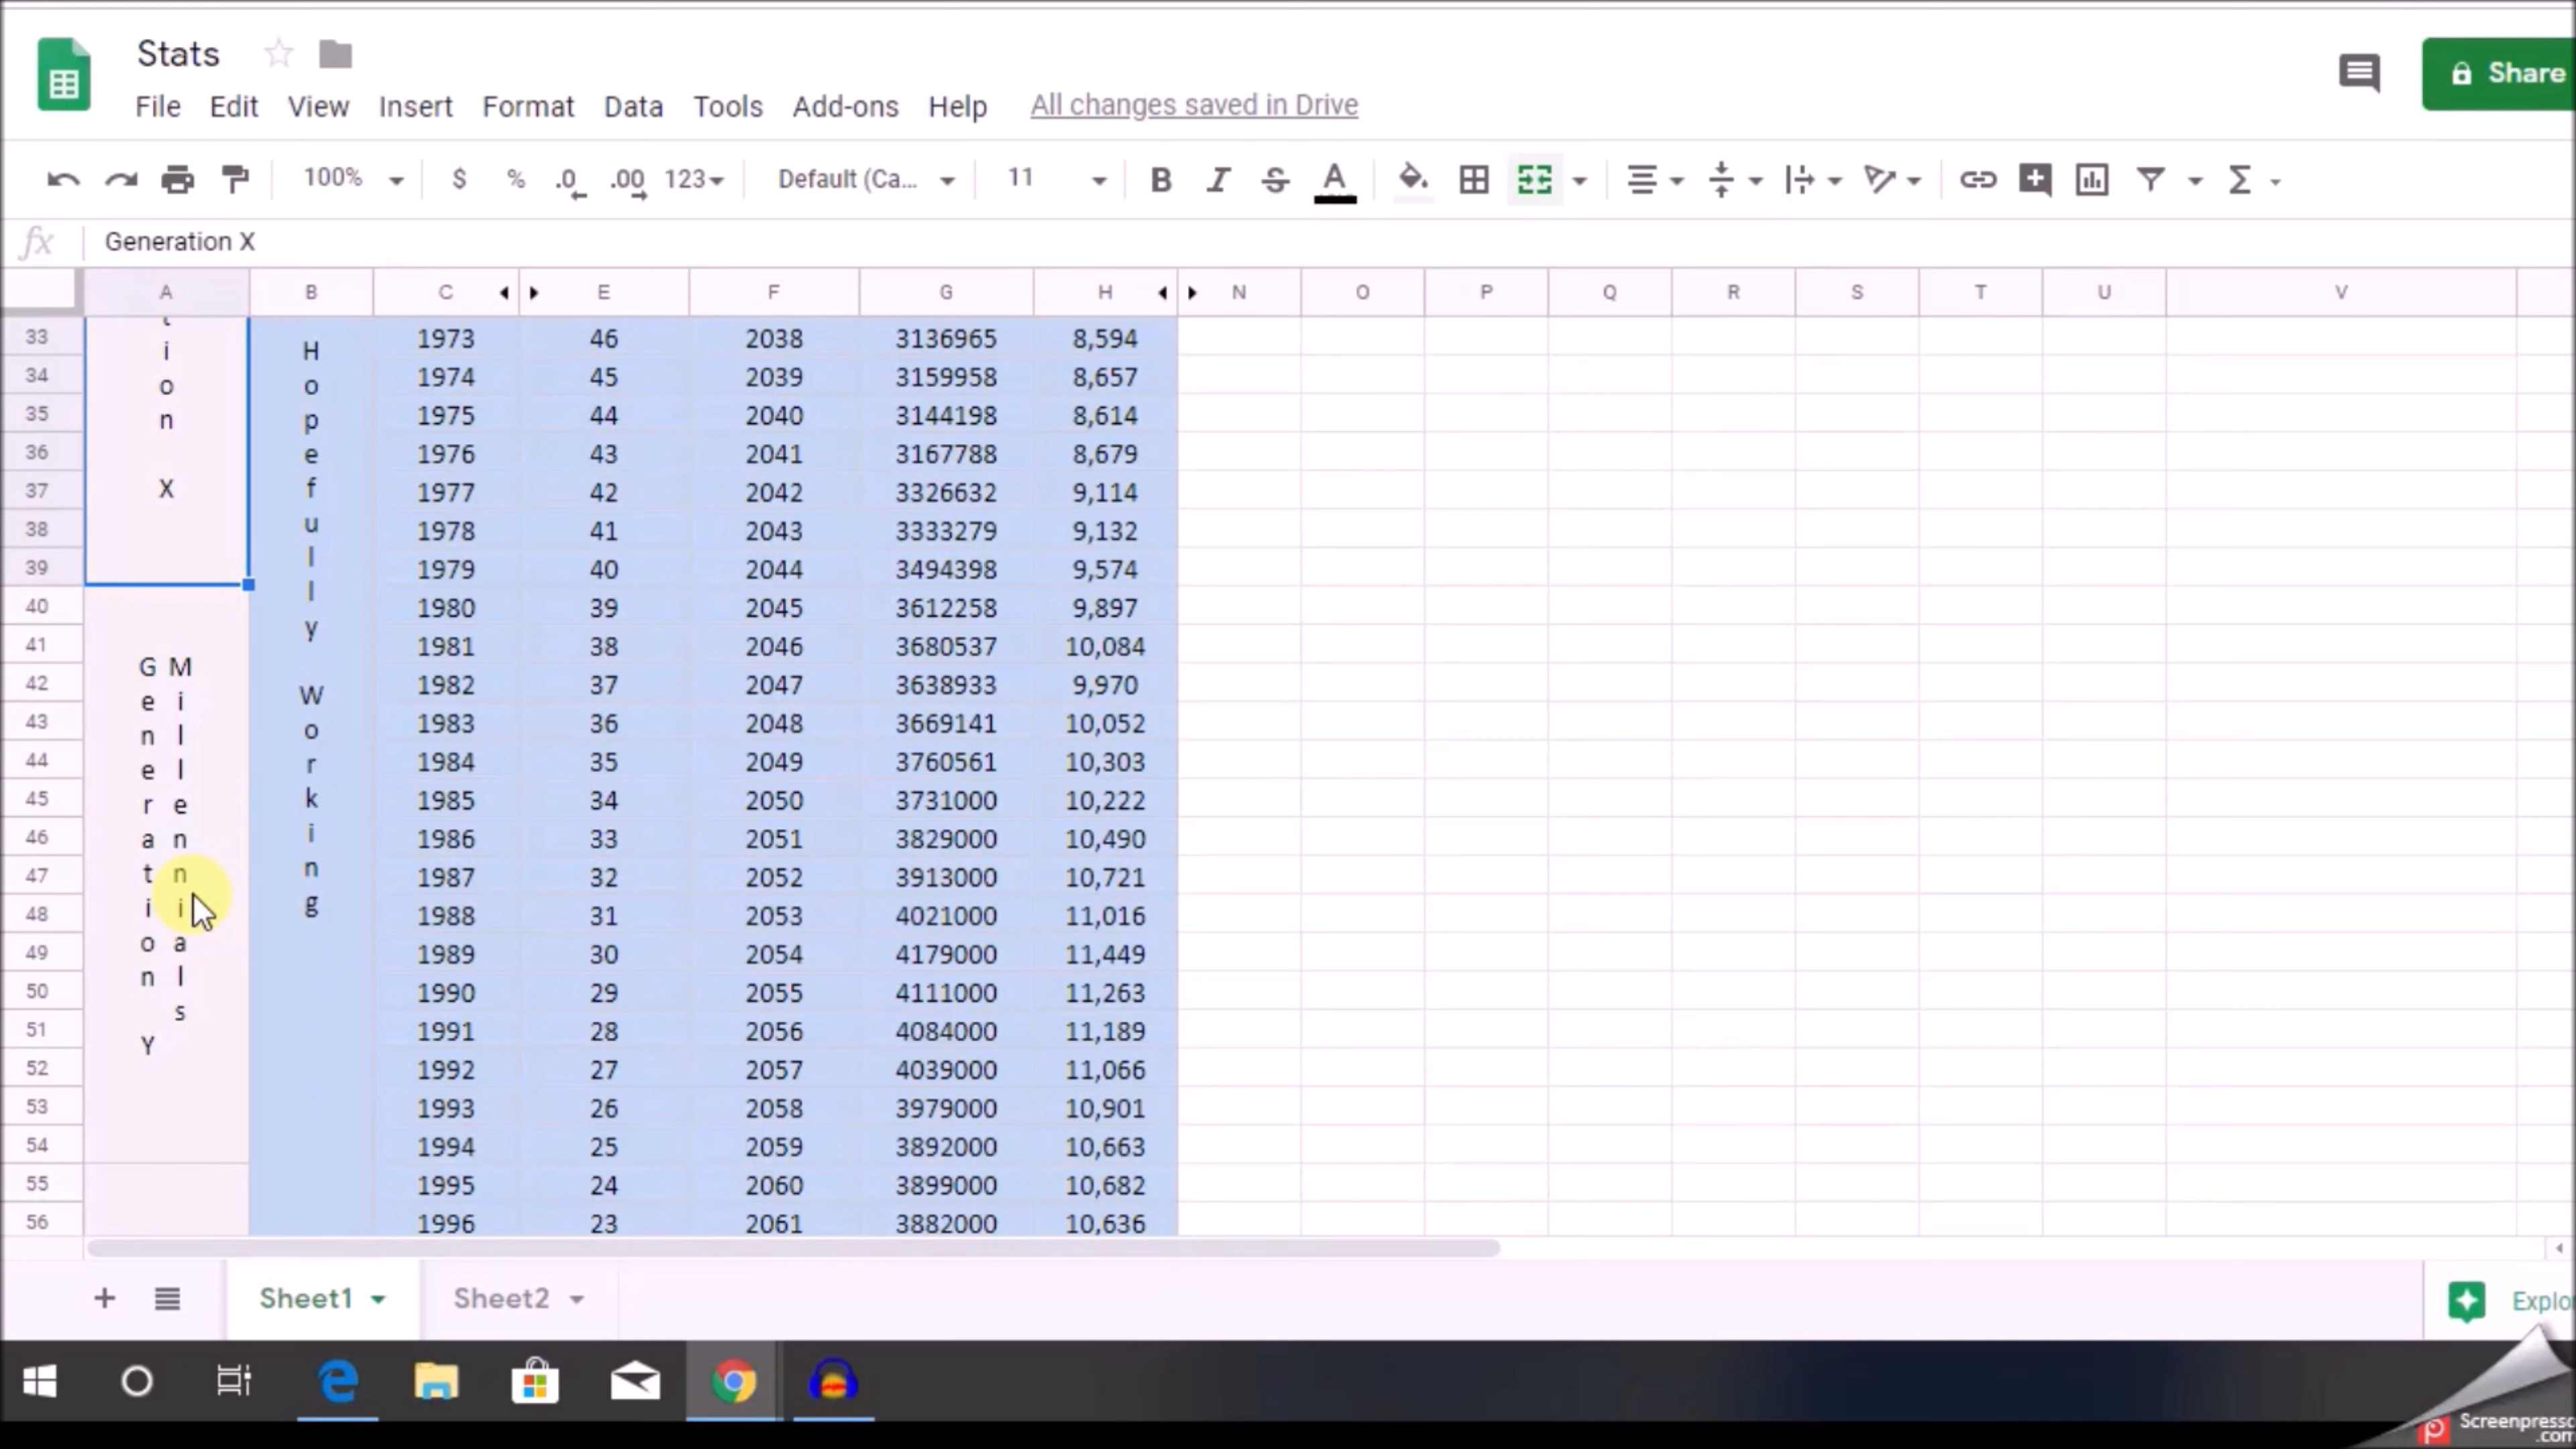 Stats
File Edit View Insert Format Data Tools Add-ons Help All changes saved in Drive
Share
100% $ % .0 .00 123 Default (Ca... 11 B I S A
fx Generation X
A B C E F G H N O P Q R S T U V
33 1973 46 2038 3136965 8,594
34 1974 45 2039 3159958 8,657
35 1975 44 2040 3144198 8,614
36 1976 43 2041 3167788 8,679
37 1977 42 2042 3326632 9,114
38 1978 41 2043 3333279 9,132
39 1979 40 2044 3494398 9,574
40 1980 39 2045 3612258 9,897
41 1981 38 2046 3680537 10,084
42 1982 37 2047 3638933 9,970
43 1983 36 2048 3669141 10,052
44 1984 35 2049 3760561 10,303
45 1985 34 2050 3731000 10,222
46 1986 33 2051 3829000 10,490
47 1987 32 2052 3913000 10,721
48 1988 31 2053 4021000 11,016
49 1989 30 2054 4179000 11,449
50 1990 29 2055 4111000 11,263
51 1991 28 2056 4084000 11,189
52 1992 27 2057 4039000 11,066
53 1993 26 2058 3979000 10,901
54 1994 25 2059 3892000 10,663
55 1995 24 2060 3899000 10,682
56 1996 23 2061 3882000 10,636
tion X
Generation Y
Millennials
Hopefully Working
Sheet1 Sheet2
Explo
Screenpress
.com